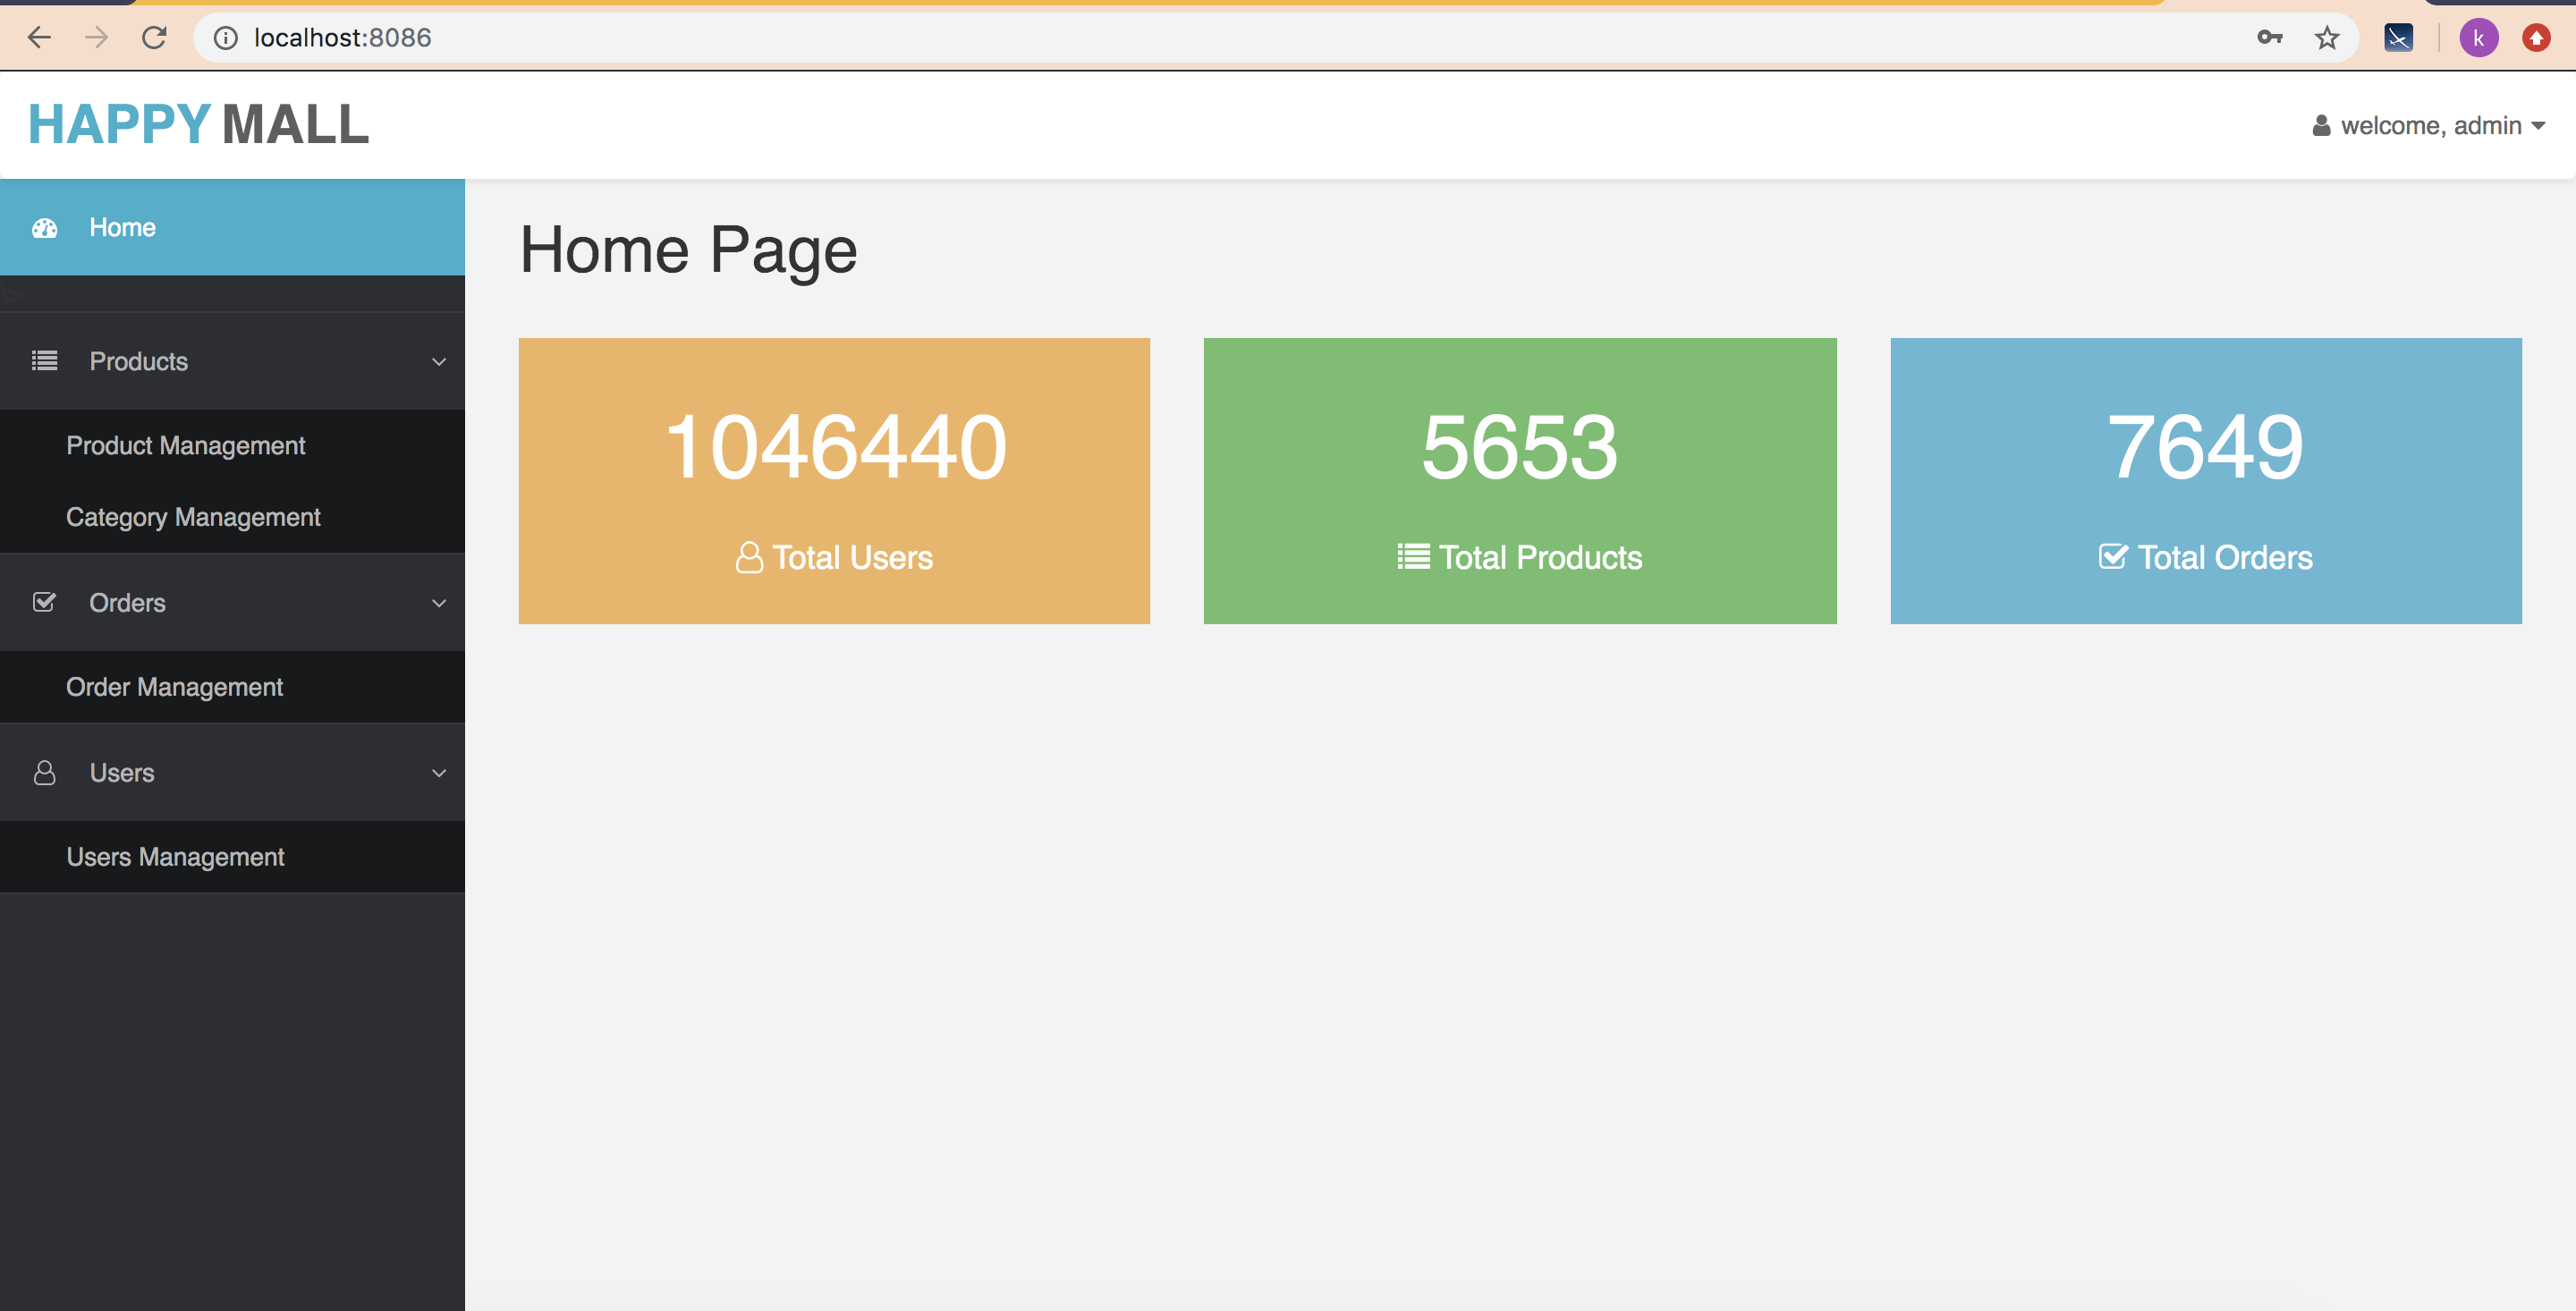 localhost:8086
k
HAPPY MALL
welcome, admin
Home
Products
Product Management
Category Management
Orders
Order Management
Users
Users Management
Home Page
1046440
Total Users
5653
Total Products
7649
Total Orders